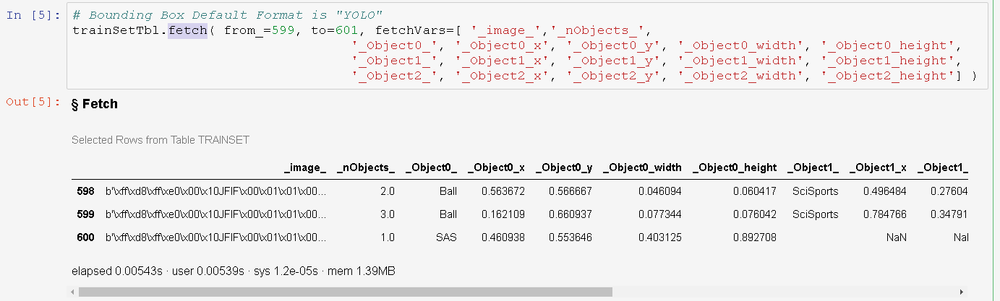 In [5]: # Bounding Box Default Format is "YOLO"
trainSetTbl.fetch( from_=599, to=601, fetchVars=[ '_image_','_nObjects_',
'_Object0_', '_Object0_x', '_Object0_y', '_Object0_width', '_Object0_height',
'_Object1_', '_Object1_x', '_Object1_y', '_Object1_width', '_Object1_height',
'_Object2_', '_Object2_x', '_Object2_y', '_Object2_width', '_Object2_height'] )
Out[5]: § Fetch
Selected Rows from Table TRAINSET
_image_ _nObjects_ _Object0_ _Object0_x _Object0_y _Object0_width _Object0_height _Object1_ _Object1_x _Object1_
598 b'\xff\xd8\xff\xe0\x00\x10JFIF\x00\x01\x01\x00... 2.0 Ball 0.563672 0.566667 0.046094 0.060417 SciSports 0.496484 0.27604
599 b'\xff\xd8\xff\xe0\x00\x10JFIF\x00\x01\x01\x00... 3.0 Ball 0.162109 0.660937 0.077344 0.076042 SciSports 0.784766 0.34791
600 b'\xff\xd8\xff\xe0\x00\x10JFIF\x00\x01\x01\x00... 1.0 SAS 0.460938 0.553646 0.403125 0.892708 NaN Nal
elapsed 0.00543s · user 0.00539s · sys 1.2e-05s · mem 1.39MB